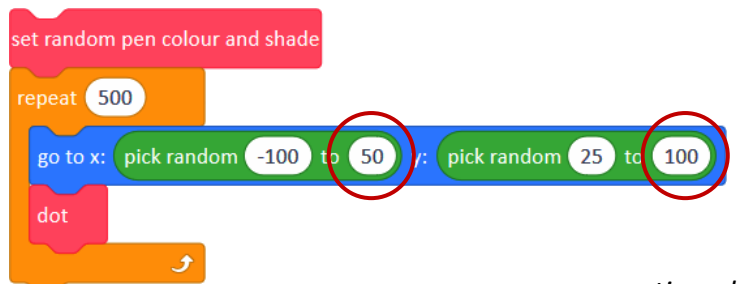 set random pen colour and shade
repeat 500
go to x: pick random -100 to 50 y: pick random 25 to 100
dot